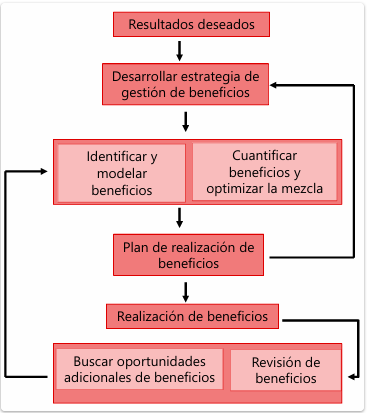 Resultados deseados
Desarrollar estrategia de
gestión de beneficios
Identificar y
modelar
beneficios
Cuantificar
beneficios y
optimizar la mezcla
Plan de realización de
beneficios
Realización de beneficios
Buscar oportunidades
adicionales de beneficios
Revisión de
beneficios